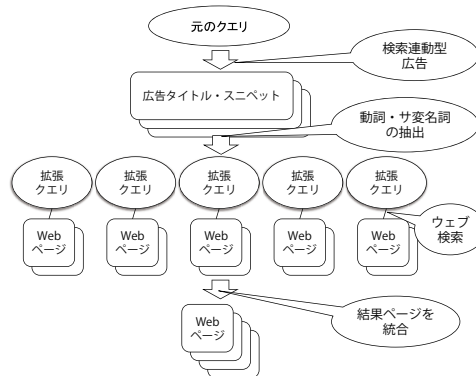 元のクエリ
検索連動型
広告
広告タイトル・スニペット
動詞・サ変名詞
の抽出
拡張
クエリ
拡張
クエリ
拡張
クエリ
拡張
クエリ
拡張
クエリ
Web
ページ
Web
ページ
Web
ページ
Web
ページ
Web
ページ
ウェブ
検索
結果ページを
統合
Web
ページ